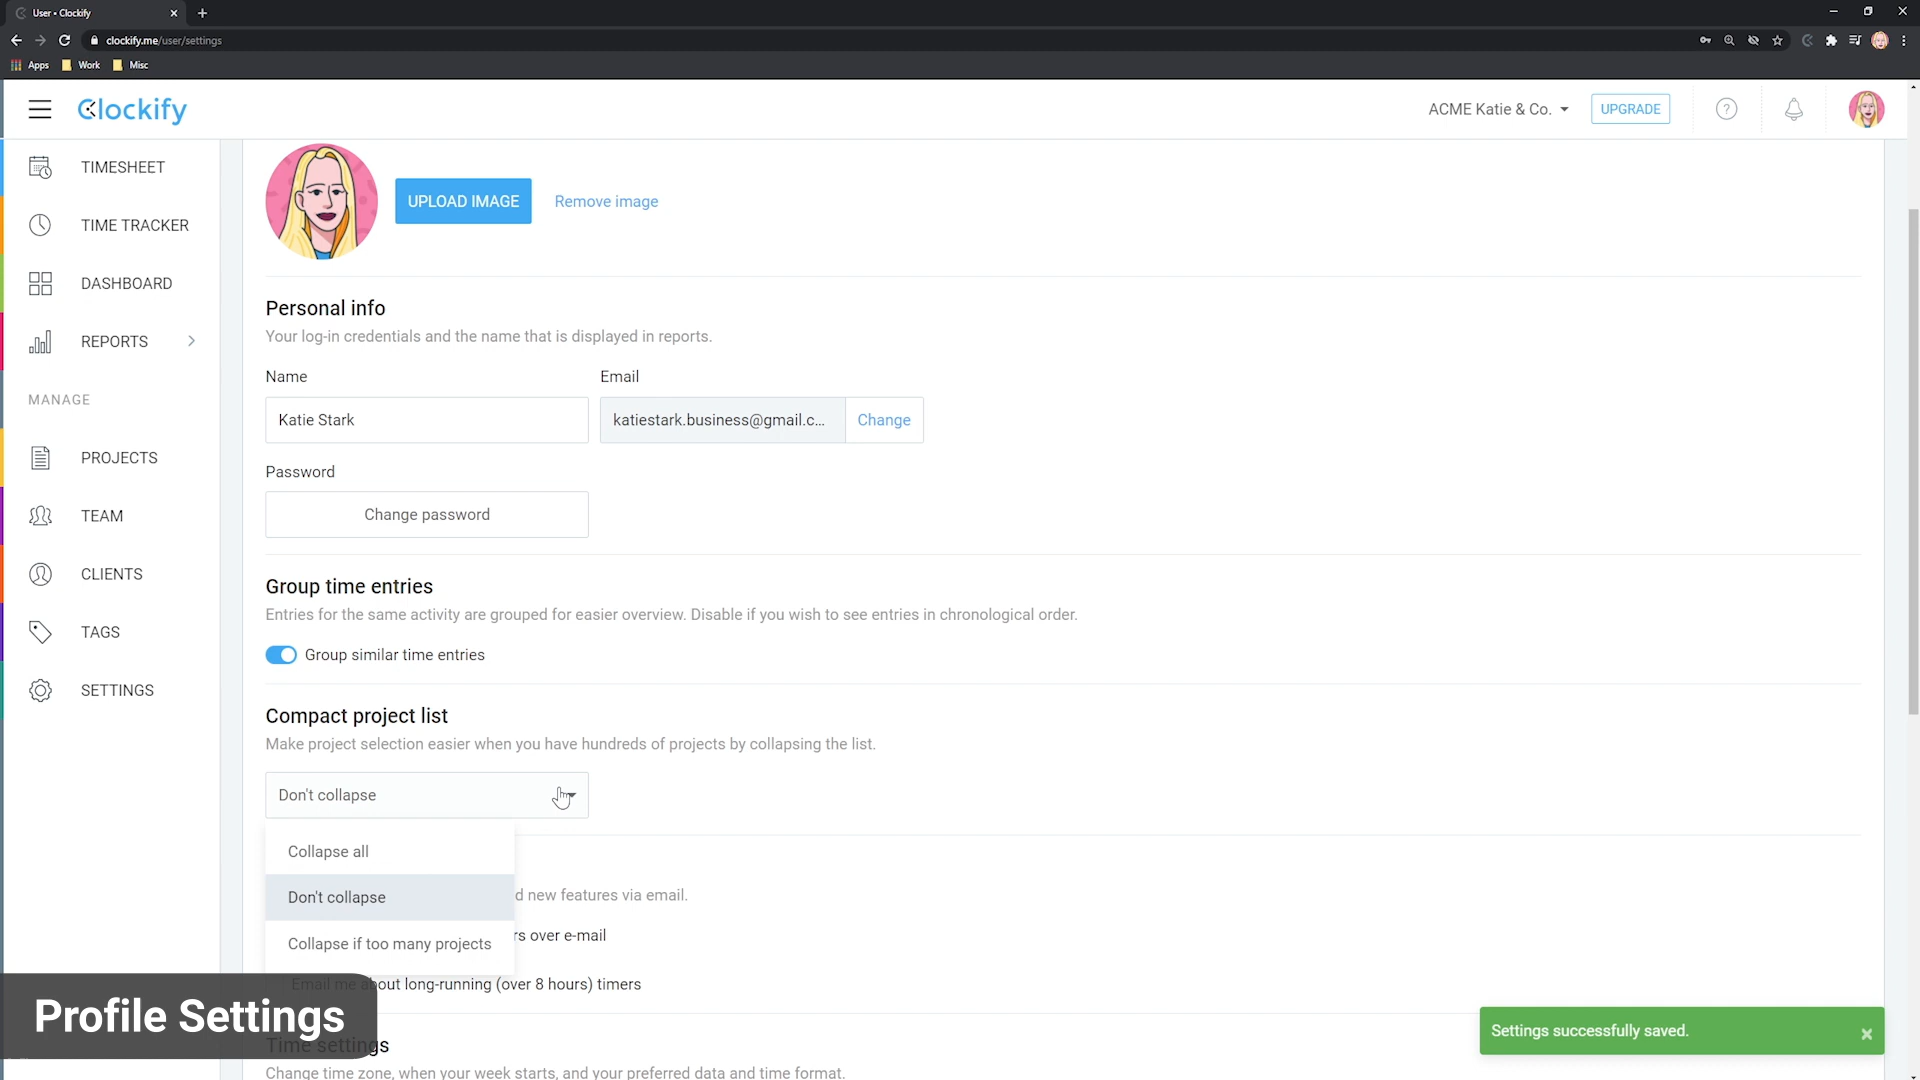 User • Clockify
clockify.me/user/settings
Apps
Work
Misc
Clockify
ACME Katie & Co.
UPGRADE
TIMESHEET
TIME TRACKER
DASHBOARD
REPORTS
MANAGE
PROJECTS
TEAM
CLIENTS
TAGS
SETTINGS
UPLOAD IMAGE
Remove image
Personal info
Your log-in credentials and the name that is displayed in reports.
Name
Email
Katie Stark
katiestark.business@gmail.c...
Change
Password
Change password
Group time entries
Entries for the same activity are grouped for easier overview. Disable if you wish to see entries in chronological order.
Group similar time entries
Compact project list
Make project selection easier when you have hundreds of projects by collapsing the list.
Don't collapse
Collapse all
Don't collapse
d new features via email.
Collapse if too many projects
rs over e-mail
Email me about long-running (over 8 hours) timers
Profile Settings
Settings successfully saved.
Time settings
Change time zone, when your week starts, and your preferred data and time format.